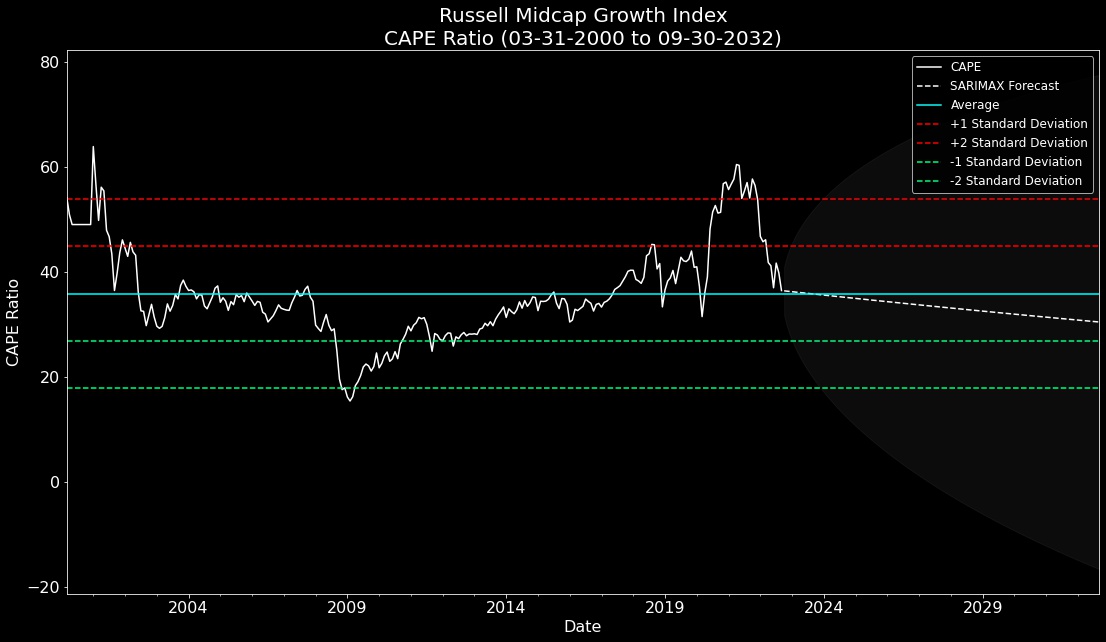 Russell Midcap Growth Index
CAPE Ratio (03-31-2000 to 09-30-2032)
CAPE
SARIMAX Forecast
Average
+1 Standard Deviation
+2 Standard Deviation
-1 Standard Deviation
-2 Standard Deviation
80
60
40
20
0
−20
CAPE Ratio
2004
2009
2014
2019
2024
2029
Date